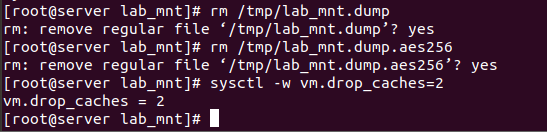 [root@server lab_mnt]# rm /tmp/lab_mnt.dump
rm: remove regular file ‘/tmp/lab_mnt.dump’? yes
[root@server lab_mnt]# rm /tmp/lab_mnt.dump.aes256
rm: remove regular file ‘/tmp/lab_mnt.dump.aes256’? yes
[root@server lab_mnt]# sysctl -w vm.drop_caches=2
vm.drop_caches = 2
[root@server lab_mnt]#